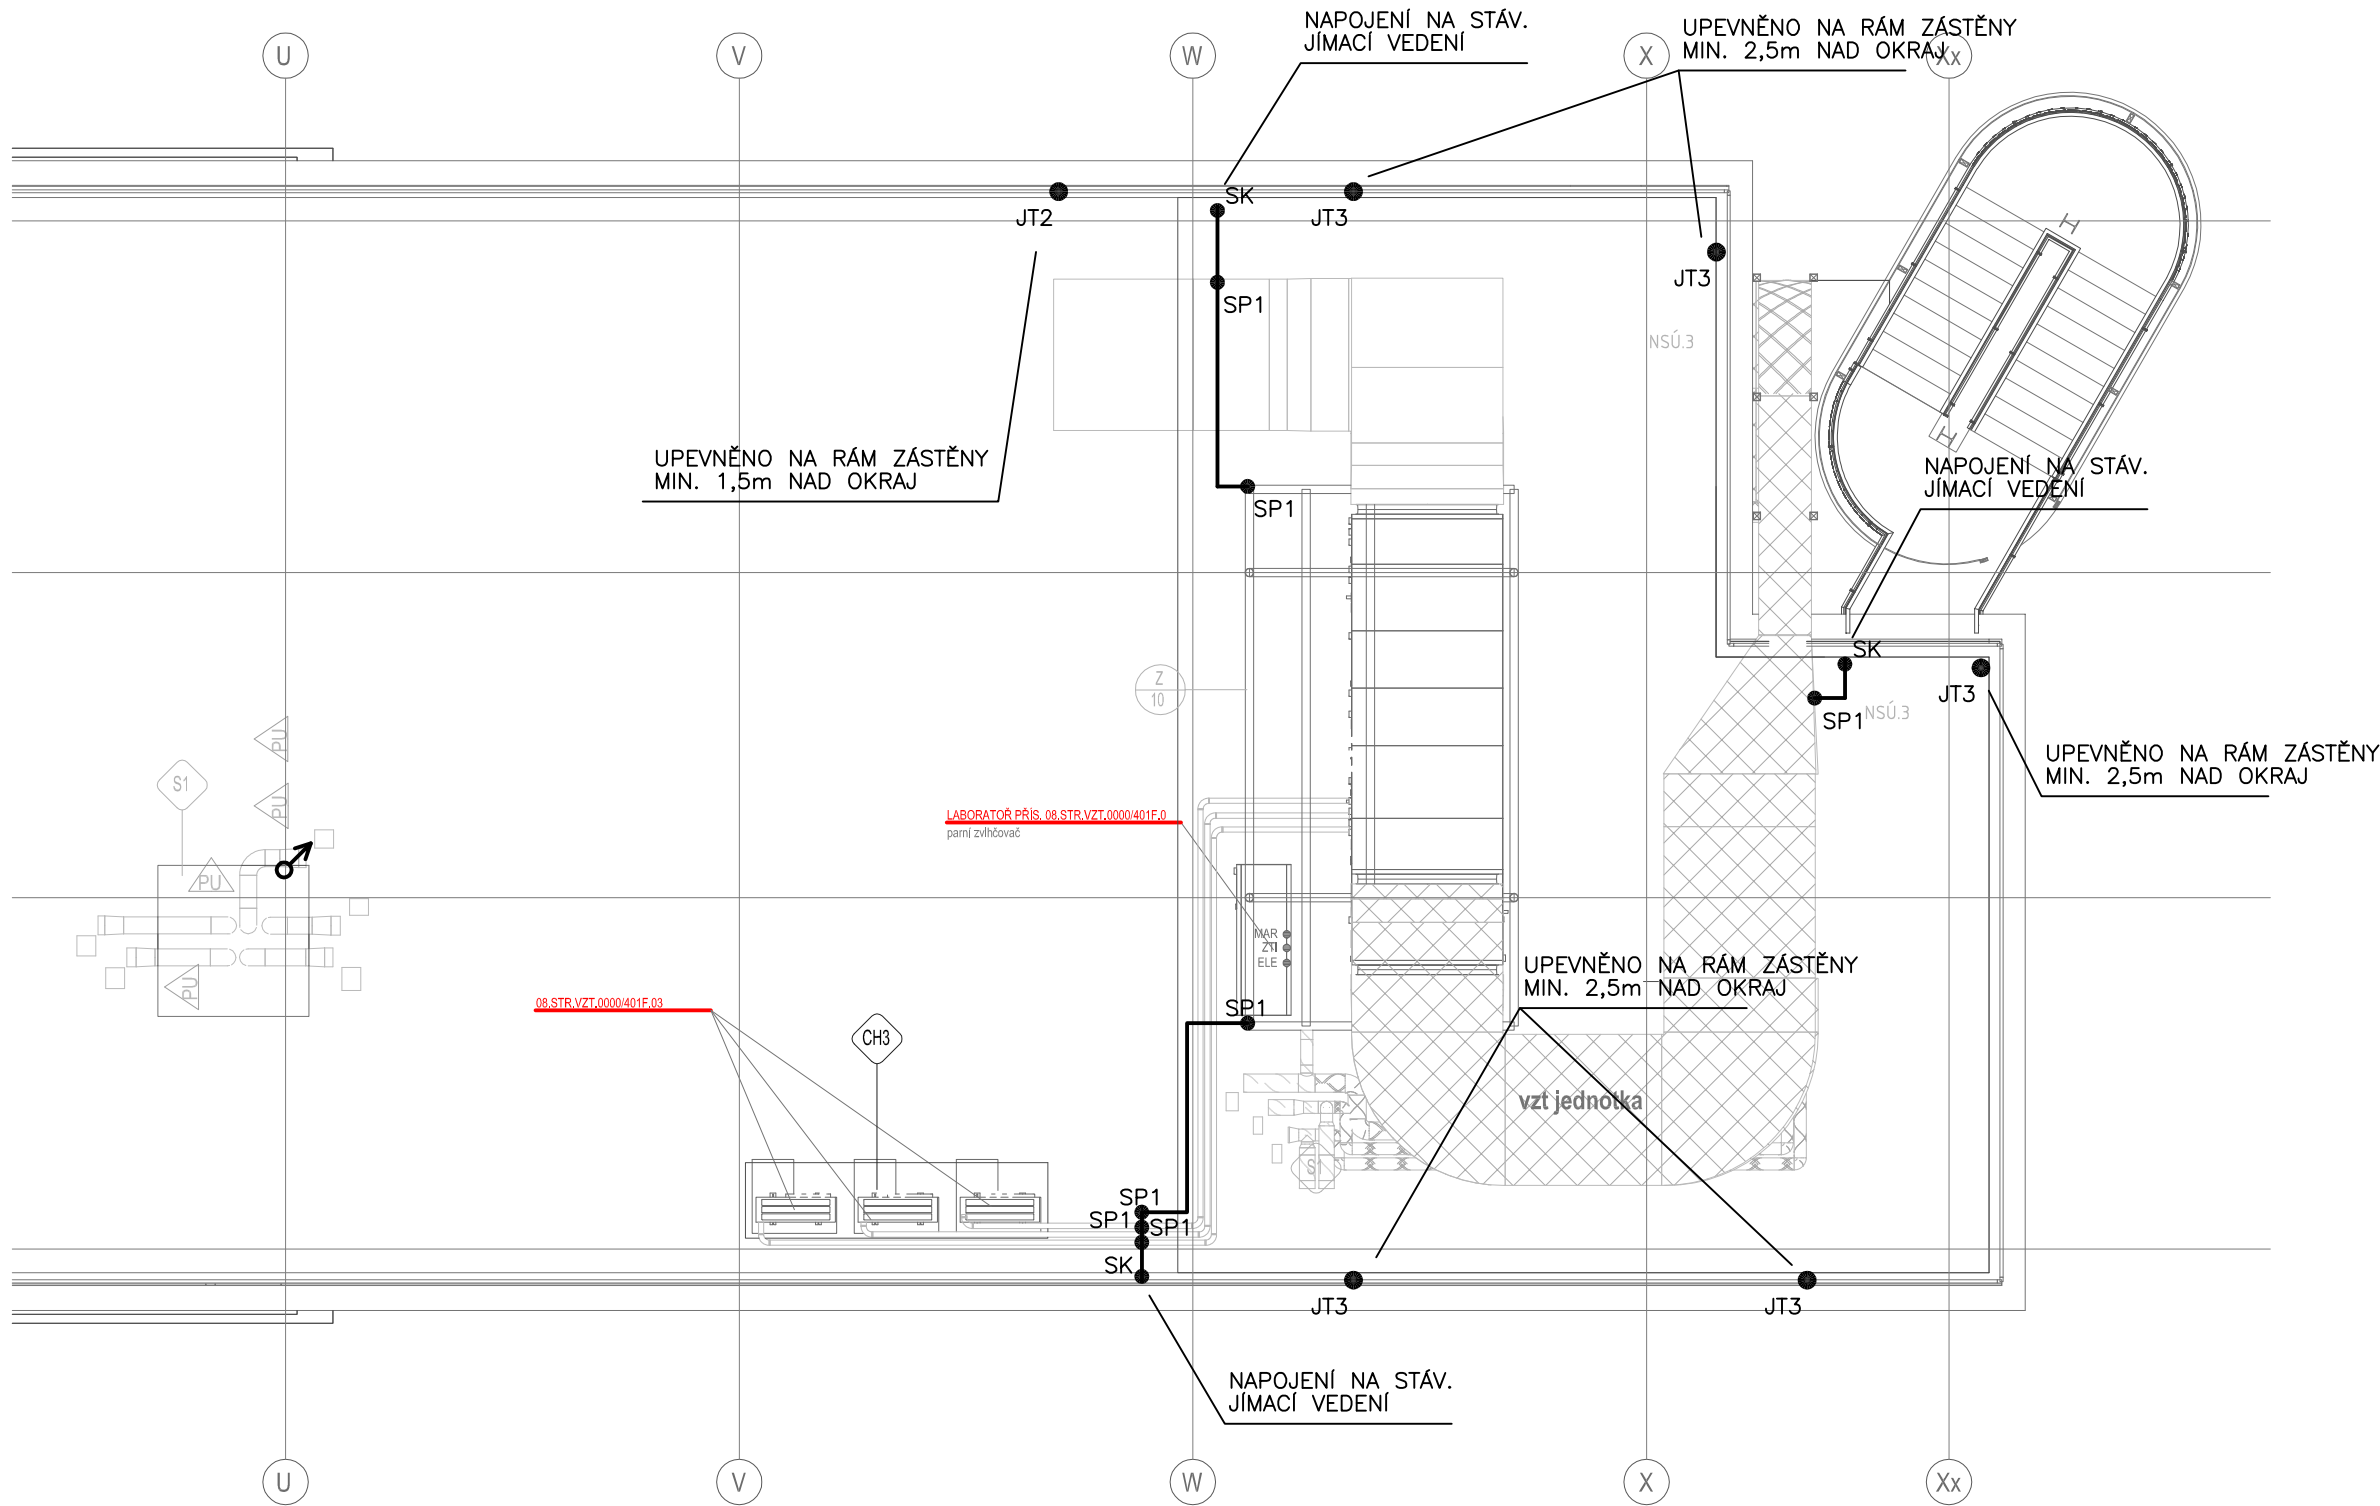 NAPOJENÍ NA STÁV.
JÍMACÍ VEDENÍ
UPEVNĚNO NA RÁM ZÁSTĚNY
MIN. 2,5m NAD OKRAJ
U
V
W
X
Xx
SK
JT2
JT3
JT3
SP1
NSÚ.3
UPEVNĚNO NA RÁM ZÁSTĚNY
MIN. 1,5m NAD OKRAJ
NAPOJENÍ NA STÁV.
JÍMACÍ VEDENÍ
SP1
SK
Z
10
JT3
SP1
NSÚ.3
UPEVNĚNO NA RÁM ZÁSTĚNY
MIN. 2,5m NAD OKRAJ
PU
S1
PU
LABORATOŘ PŘÍS. 08.STR.VZT.0000/401F.0
parní zvlhčovač
PU
MAR
ZTI
ELE
UPEVNĚNO NA RÁM ZÁSTĚNY
MIN. 2,5m NAD OKRAJ
PU
08.STR.VZT.0000/401F.03
SP1
CH3
vzt jednotka
S1
SP1
SP1
SP1
SK
JT3
JT3
NAPOJENÍ NA STÁV.
JÍMACÍ VEDENÍ
U
V
W
X
Xx